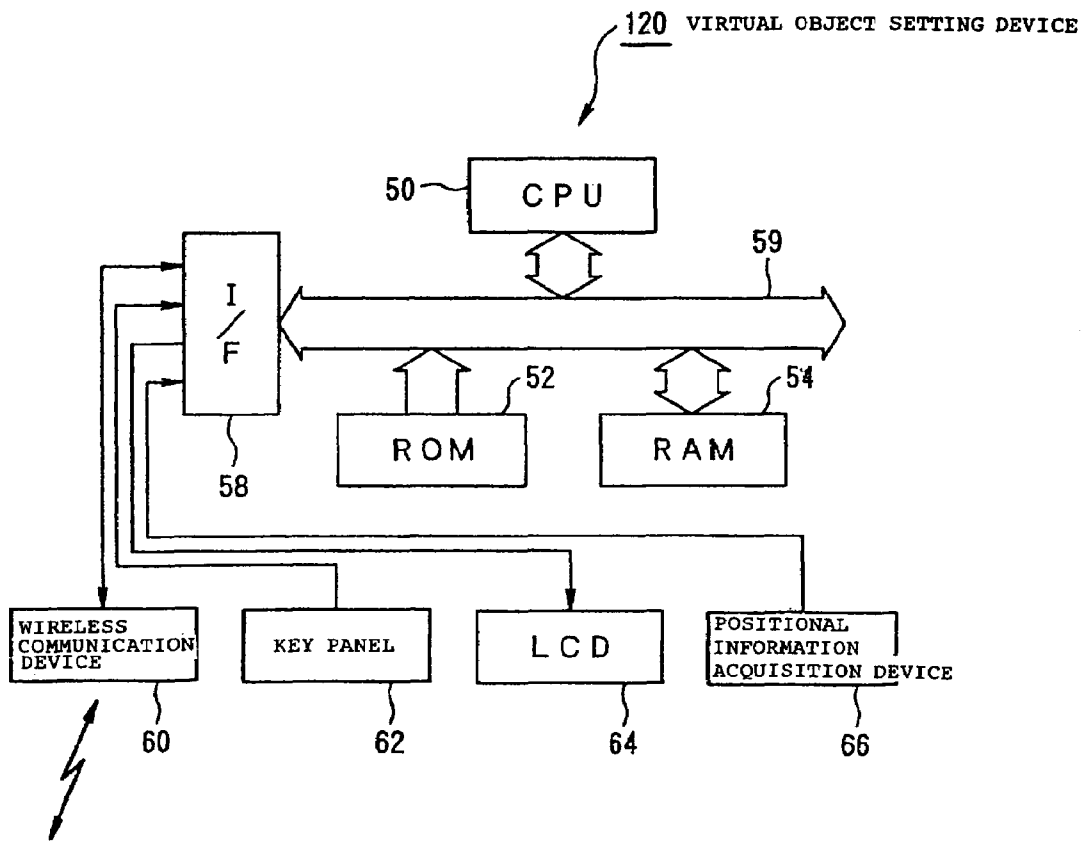 120 VIRTUAL OBJECT SETTING DEVICE
50
CPU
59
I/F
52
54
ROM
RAM
58
WIRELESS
COMMUNICATION
DEVICE
KEY PANEL
LCD
POSITIONAL
INFORMATION
ACQUISITION DEVICE
60
62
64
66